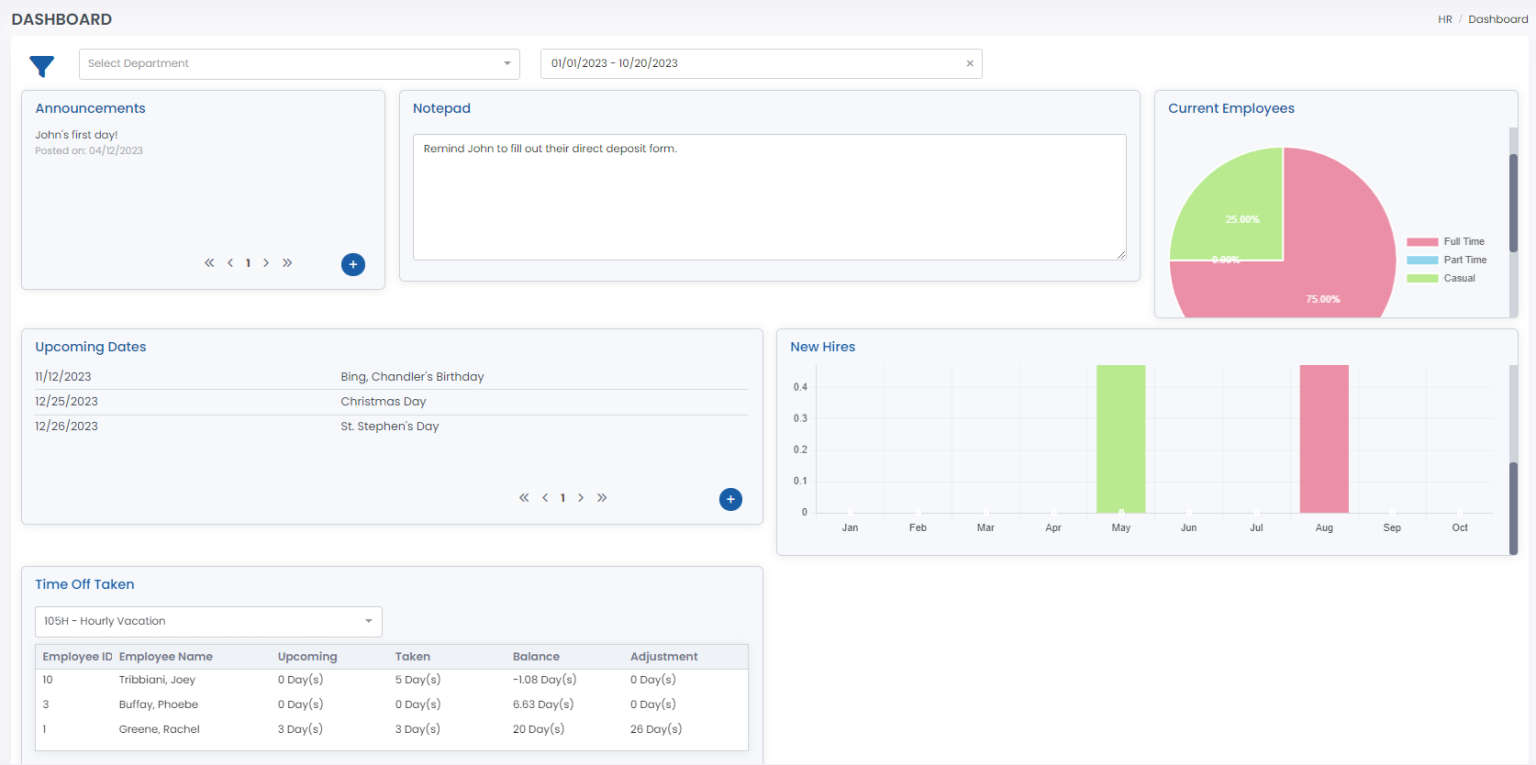 DASHBOARD
HR / Dashboard
Select Department
01/01/2023 - 10/20/2023 ×
Announcements
John's first day!
Posted on: 04/12/2023
« ‹ 1 › »
+
Notepad
Remind John to fill out their direct deposit form.
Current Employees
25.00%
0.00%
75.00%
Full Time
Part Time
Casual
Upcoming Dates
11/12/2023 Bing, Chandler's Birthday
12/25/2023 Christmas Day
12/26/2023 St. Stephen's Day
« ‹ 1 › »
+
New Hires
0.4
0.3
0.2
0.1
0
0
Jan Feb Mar Apr May Jun Jul Aug Sep Oct
Time Off Taken
105H - Hourly Vacation
Employee ID Employee Name Upcoming Taken Balance Adjustment
10 Tribbiani, Joey 0 Day(s) 5 Day(s) -1.08 Day(s) 0 Day(s)
3 Buffay, Phoebe 0 Day(s) 0 Day(s) 6.63 Day(s) 0 Day(s)
1 Greene, Rachel 3 Day(s) 3 Day(s) 20 Day(s) 26 Day(s)